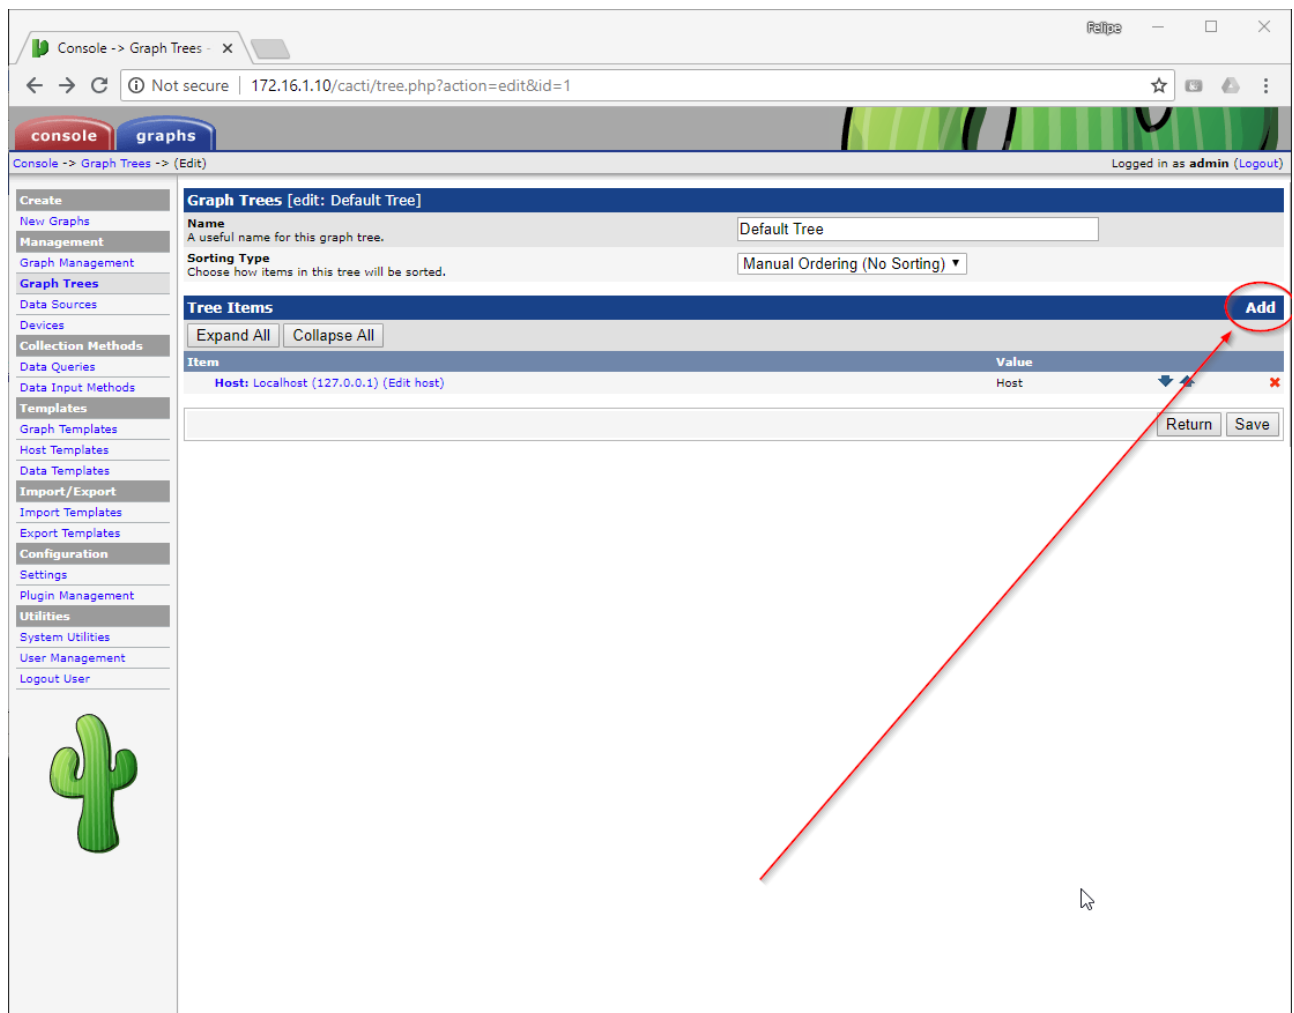 Felipe
Console -> Graph Trees -
Not secure | 172.16.1.10/cacti/tree.php?action=edit&id=1
console graphs
Console -> Graph Trees -> (Edit) Logged in as admin (Logout)
Create
New Graphs
Management
Graph Management
Graph Trees
Data Sources
Devices
Collection Methods
Data Queries
Data Input Methods
Templates
Graph Templates
Host Templates
Data Templates
Import/Export
Import Templates
Export Templates
Configuration
Settings
Plugin Management
Utilities
System Utilities
User Management
Logout User
Graph Trees [edit: Default Tree]
Name
A useful name for this graph tree.
Default Tree
Sorting Type
Choose how items in this tree will be sorted.
Manual Ordering (No Sorting)
Tree Items Add
Expand All Collapse All
Item Value
Host: Localhost (127.0.0.1) (Edit host) Host
Return Save